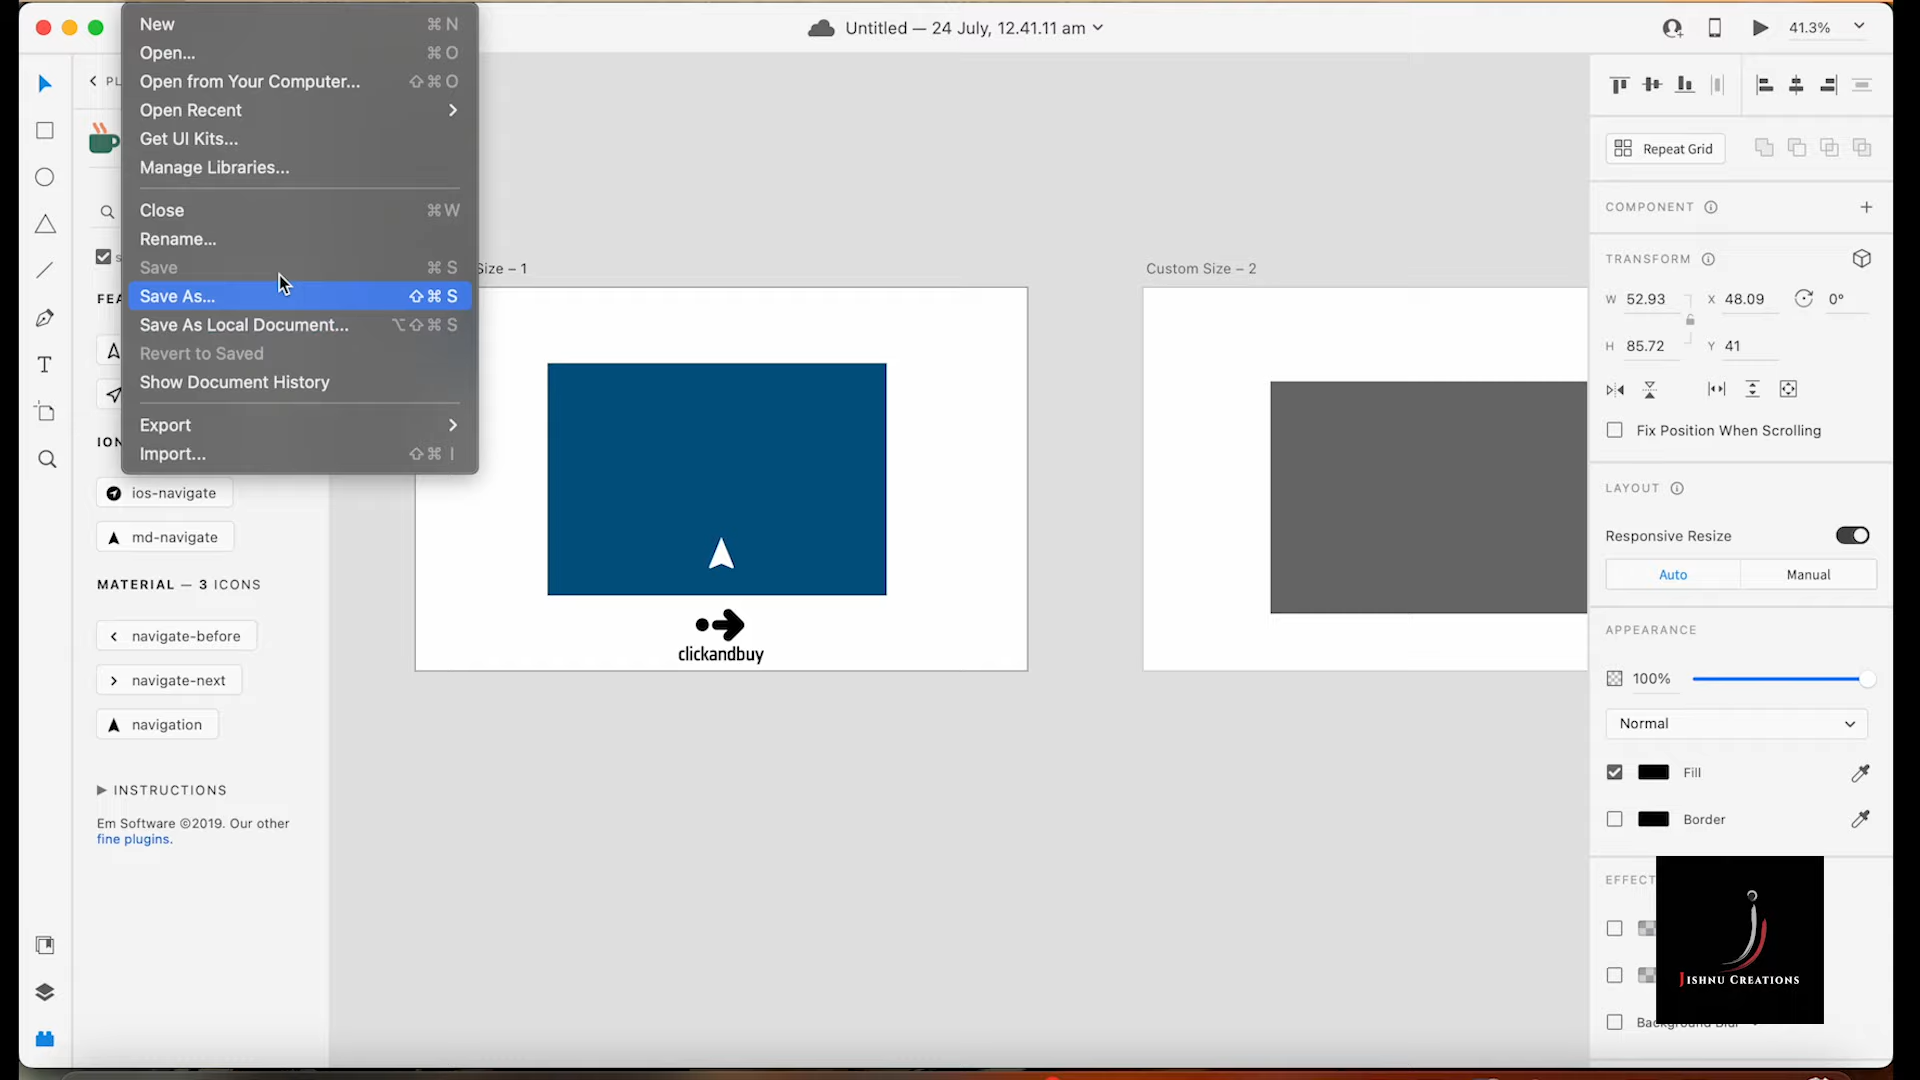 New ⌘ N
Open... ⌘ O
Open from Your Computer... ⇧ ⌘ O
Open Recent
Get UI Kits...
Manage Libraries...
Close ⌘ W
Rename...
Save ⌘ S
Save As... ⇧ ⌘ S
Save As Local Document... ⌥ ⇧ ⌘ S
Revert to Saved
Show Document History
Export
Import... ⇧ ⌘ I
Untitled — 24 July, 12.41.11 am
41.3%
ios-navigate
md-navigate
MATERIAL — 3 ICONS
navigate-before
navigate-next
navigation
INSTRUCTIONS
Em Software ©2019. Our other
fine plugins.
Size – 1
clickandbuy
Custom Size – 2
Repeat Grid
COMPONENT
TRANSFORM
W 52.93 X 48.09 0°
H 85.72 Y 41
Fix Position When Scrolling
LAYOUT
Responsive Resize
Auto Manual
APPEARANCE
100%
Normal
Fill
Border
EFFECT
JISHNU CREATIONS